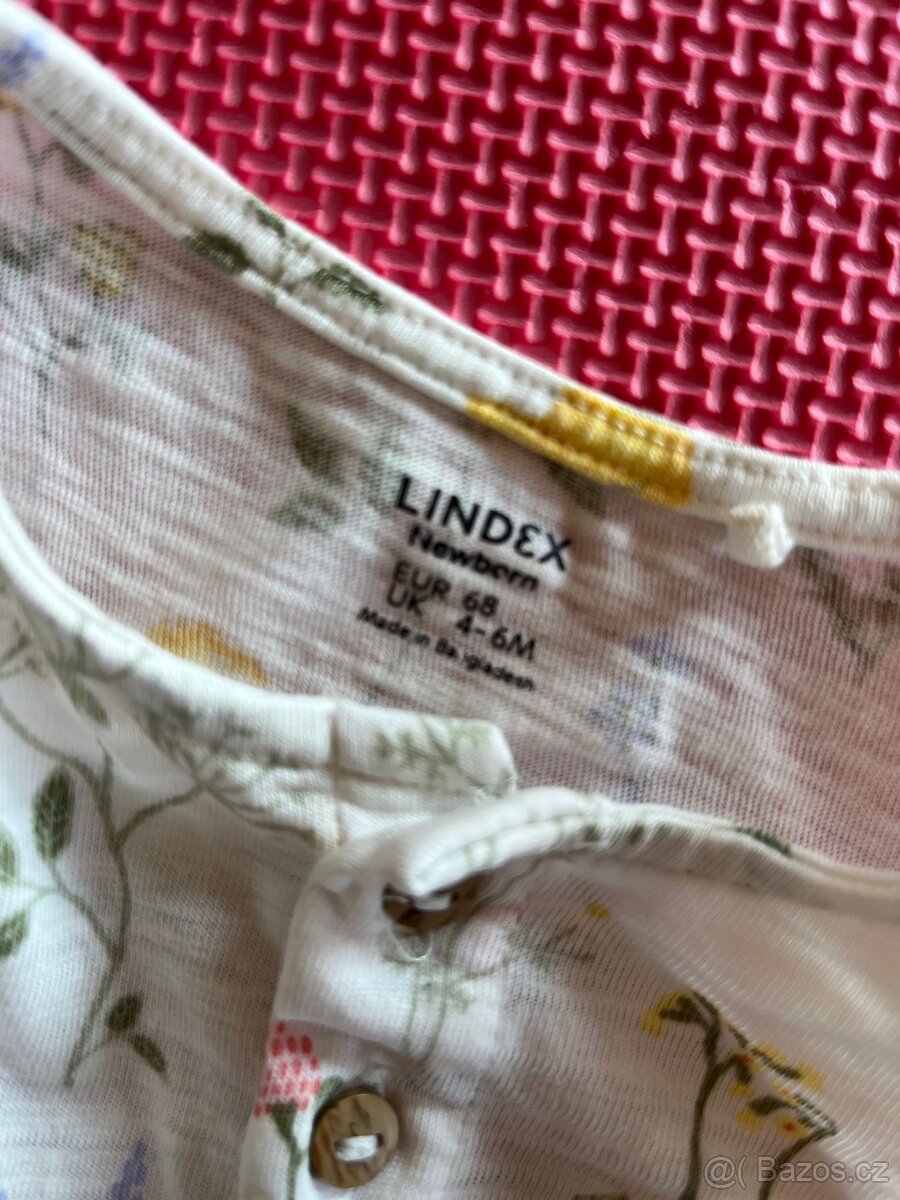 LINDEX
Newborn
EUR 68
UK 4-6M
Made in Bangladesh
@( Bazos.cz